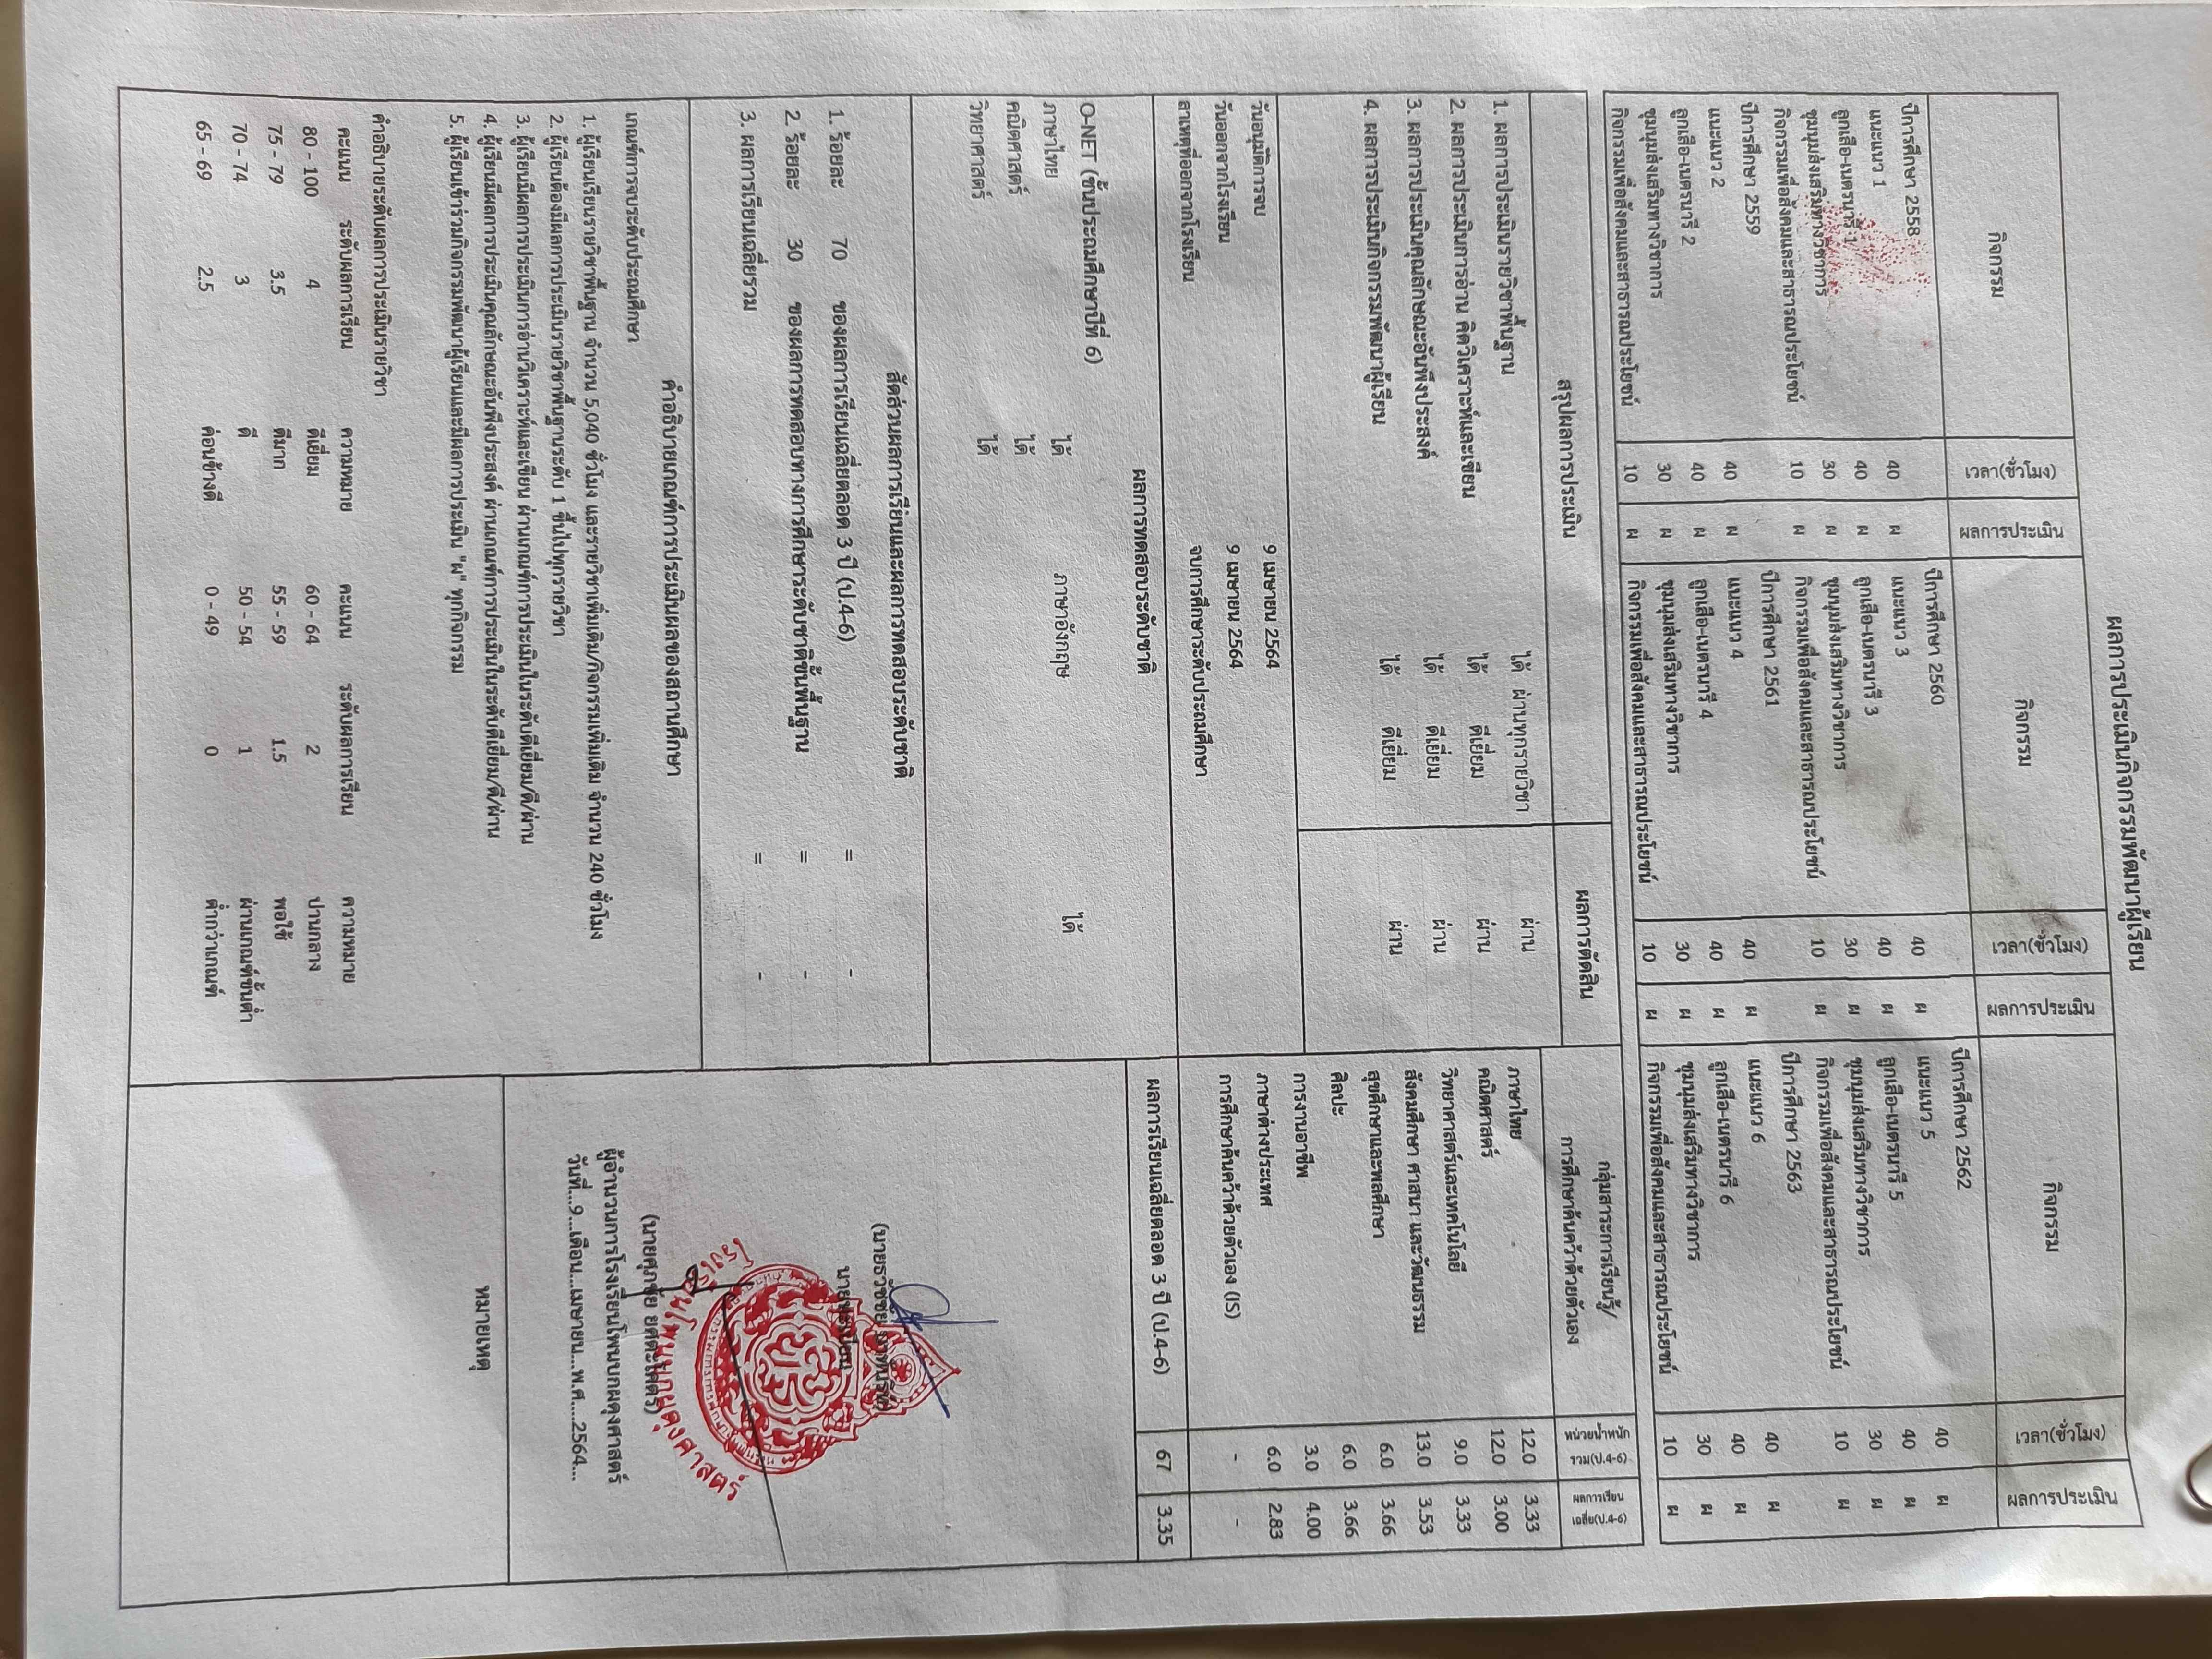 ผลการประเมินกิจกรรมพัฒนาผู้เรียน
กิจกรรม เวลา(ชั่วโมง) ผลการประเมิน กิจกรรม เวลา(ชั่วโมง) ผลการประเมิน กิจกรรม เวลา(ชั่วโมง) ผลการประเมิน
ปีการศึกษา 2558 ปีการศึกษา 2560 ปีการศึกษา 2562
แนะแนว 1 40 ผ แนะแนว 3 40 ผ แนะแนว 5 40 ผ
ลูกเสือ-เนตรนารี 1 40 ผ ลูกเสือ-เนตรนารี 3 40 ผ ลูกเสือ-เนตรนารี 5 40 ผ
ชุมนุมส่งเสริมทางวิชาการ 30 ผ ชุมนุมส่งเสริมทางวิชาการ 30 ผ ชุมนุมส่งเสริมทางวิชาการ 30 ผ
กิจกรรมเพื่อสังคมและสาธารณประโยชน์ 10 ผ กิจกรรมเพื่อสังคมและสาธารณประโยชน์ 10 ผ กิจกรรมเพื่อสังคมและสาธารณประโยชน์ 10 ผ
ปีการศึกษา 2559 ปีการศึกษา 2561 ปีการศึกษา 2563
แนะแนว 2 40 ผ แนะแนว 4 40 ผ แนะแนว 6 40 ผ
ลูกเสือ-เนตรนารี 2 40 ผ ลูกเสือ-เนตรนารี 4 40 ผ ลูกเสือ-เนตรนารี 6 40 ผ
ชุมนุมส่งเสริมทางวิชาการ 30 ผ ชุมนุมส่งเสริมทางวิชาการ 30 ผ ชุมนุมส่งเสริมทางวิชาการ 30 ผ
กิจกรรมเพื่อสังคมและสาธารณประโยชน์ 10 ผ กิจกรรมเพื่อสังคมและสาธารณประโยชน์ 10 ผ กิจกรรมเพื่อสังคมและสาธารณประโยชน์ 10 ผ
สรุปผลการประเมิน ผลการตัดสิน
1. ผลการประเมินรายวิชาพื้นฐาน ได้ ผ่านทุกรายวิชา ผ่าน
2. ผลการประเมินการอ่าน คิดวิเคราะห์และเขียน ได้ ดีเยี่ยม ผ่าน
3. ผลการประเมินคุณลักษณะอันพึงประสงค์ ได้ ดีเยี่ยม ผ่าน
4. ผลการประเมินกิจกรรมพัฒนาผู้เรียน ได้ ดีเยี่ยม ผ่าน
วันอนุมัติการจบ 9 เมษายน 2564
วันออกจากโรงเรียน 9 เมษายน 2564
สาเหตุที่ออกจากโรงเรียน จบการศึกษาระดับประถมศึกษา
ผลการทดสอบระดับชาติ
O-NET (ชั้นประถมศึกษาปีที่ 6)
ภาษาไทย ได้ ภาษาอังกฤษ ได้
คณิตศาสตร์ ได้
วิทยาศาสตร์ ได้
สัดส่วนผลการเรียนและผลการทดสอบระดับชาติ
1. ร้อยละ 70 ของผลการเรียนเฉลี่ยตลอด 3 ปี (ป.4-6) = -
2. ร้อยละ 30 ของผลการทดสอบทางการศึกษาระดับชาติขั้นพื้นฐาน = -
3. ผลการเรียนเฉลี่ยรวม = -
คำอธิบายเกณฑ์การประเมินผลของสถานศึกษา
เกณฑ์การจบระดับประถมศึกษา
1. ผู้เรียนเรียนรายวิชาพื้นฐาน จำนวน 5,040 ชั่วโมง และรายวิชาเพิ่มเติม/กิจกรรมเพิ่มเติม จำนวน 240 ชั่วโมง
2. ผู้เรียนต้องมีผลการประเมินรายวิชาพื้นฐานระดับ 1 ขึ้นไปทุกรายวิชา
3. ผู้เรียนมีผลการประเมินการอ่านวิเคราะห์และเขียน ผ่านเกณฑ์การประเมินในระดับดีเยี่ยม/ดี/ผ่าน
4. ผู้เรียนมีผลการประเมินคุณลักษณะอันพึงประสงค์ ผ่านเกณฑ์การประเมินในระดับดีเยี่ยม/ดี/ผ่าน
5. ผู้เรียนเข้าร่วมกิจกรรมพัฒนาผู้เรียนและมีผลการประเมิน "ผ" ทุกกิจกรรม
คำอธิบายระดับผลการประเมินรายวิชา
คะแนน ระดับผลการเรียน ความหมาย คะแนน ระดับผลการเรียน ความหมาย
80 - 100 4 ดีเยี่ยม 60 - 64 2 ปานกลาง
75 - 79 3.5 ดีมาก 55 - 59 1.5 พอใช้
70 - 74 3 ดี 50 - 54 1 ผ่านเกณฑ์ขั้นต่ำ
65 - 69 2.5 ค่อนข้างดี 0 - 49 0 ต่ำกว่าเกณฑ์
กลุ่มสาระการเรียนรู้/ หน่วยน้ำหนัก ผลการเรียน
การศึกษาค้นคว้าด้วยตัวเอง รวม(ป.4-6) เฉลี่ย(ป.4-6)
ภาษาไทย 12.0 3.33
คณิตศาสตร์ 12.0 3.00
วิทยาศาสตร์และเทคโนโลยี 9.0 3.33
สังคมศึกษา ศาสนา และวัฒนธรรม 13.0 3.53
สุขศึกษาและพลศึกษา 6.0 3.66
ศิลปะ 6.0 3.66
การงานอาชีพ 3.0 4.00
ภาษาต่างประเทศ 6.0 2.83
การศึกษาค้นคว้าด้วยตัวเอง (IS) - -
ผลการเรียนเฉลี่ยตลอด 3 ปี (ป.4-6) 67 3.35
(นายธวัชชัย
นายทะเบียน
(นายศุภชัย
ผู้อำนวยการโรงเรียนโพนบกผดุงศาสตร์
วันที่...9...เดือน...เมษายน...พ.ศ....2564...
โรงเรียนโพนบกผดุงศาสตร์
หมายเหตุ